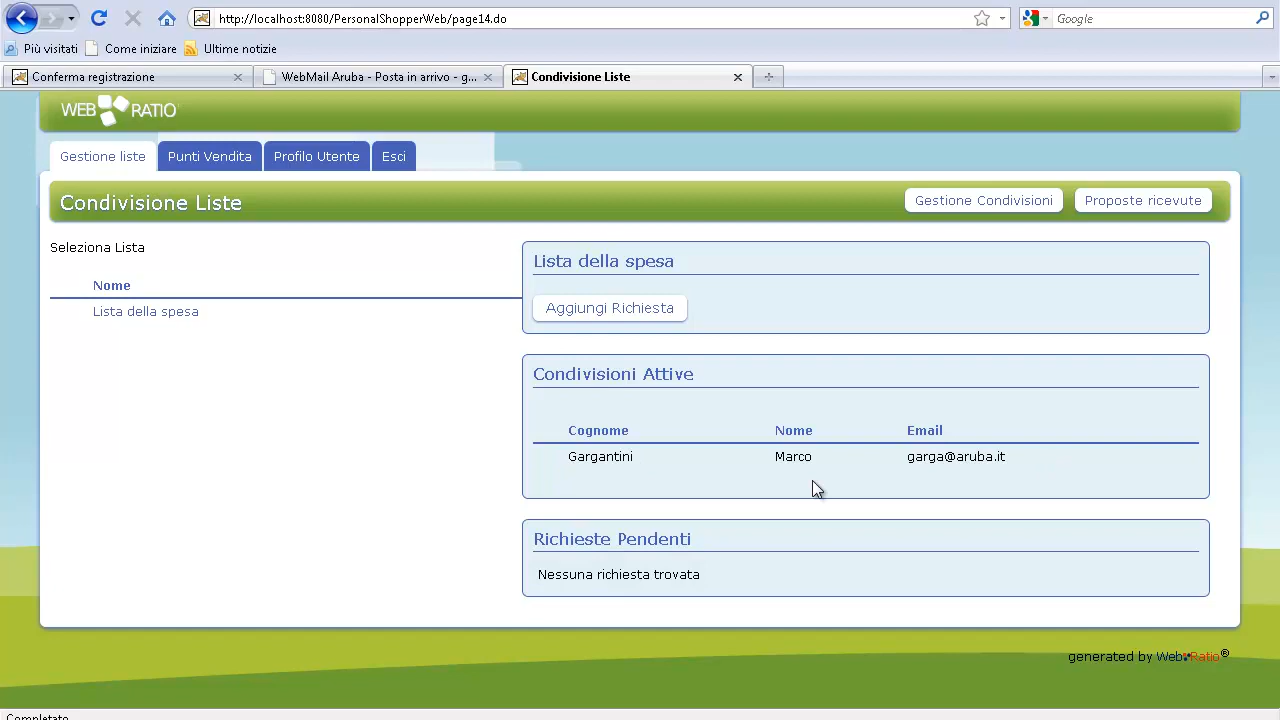 http://localhost:8080/PersonalShopperWeb/page14.do
Google
Più visitati
Come iniziare
Ultime notizie
Conferma registrazione
WebMail Aruba - Posta in arrivo - g...
Condivisione Liste
WEB RATIO
Gestione liste
Punti Vendita
Profilo Utente
Esci
Condivisione Liste
Gestione Condivisioni
Proposte ricevute
Seleziona Lista
Nome
Lista della spesa
Lista della spesa
Aggiungi Richiesta
Condivisioni Attive
Cognome Nome Email
Gargantini Marco garga@aruba.it
Richieste Pendenti
Nessuna richiesta trovata
generated by WebRatio®
Completato